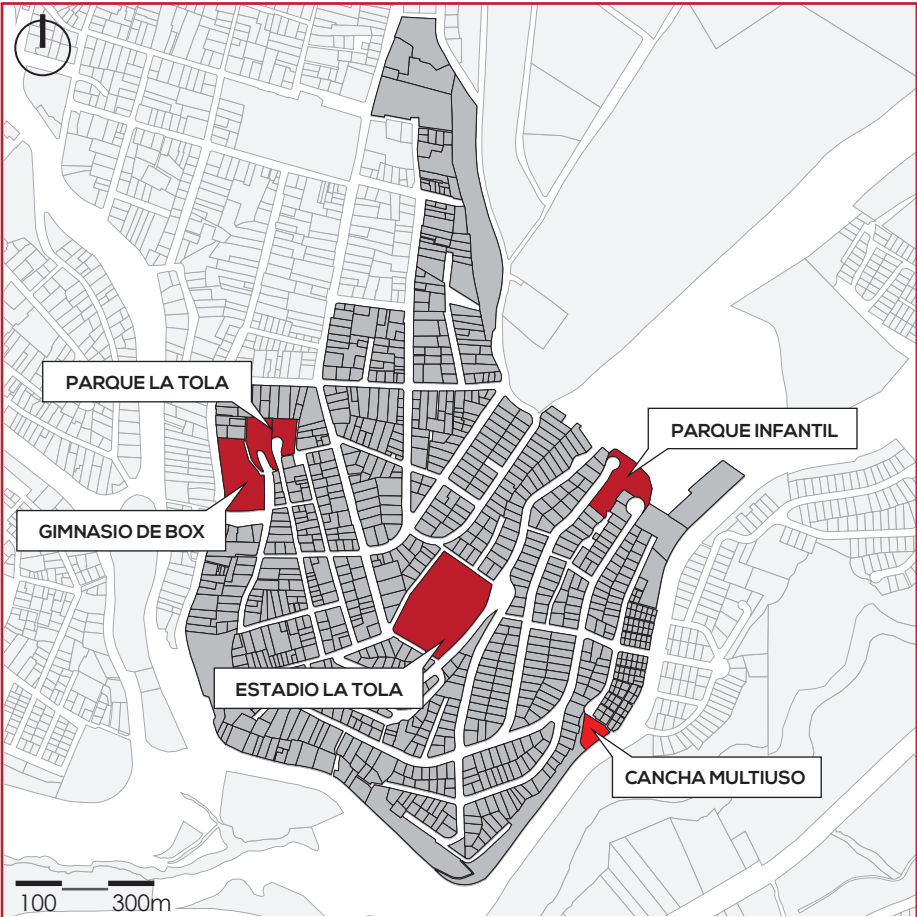 PARQUE LA TOLA
PARQUE INFANTIL
GIMNASIO DE BOX
ESTADIO LA TOLA
CANCHA MULTIUSO
100 300m